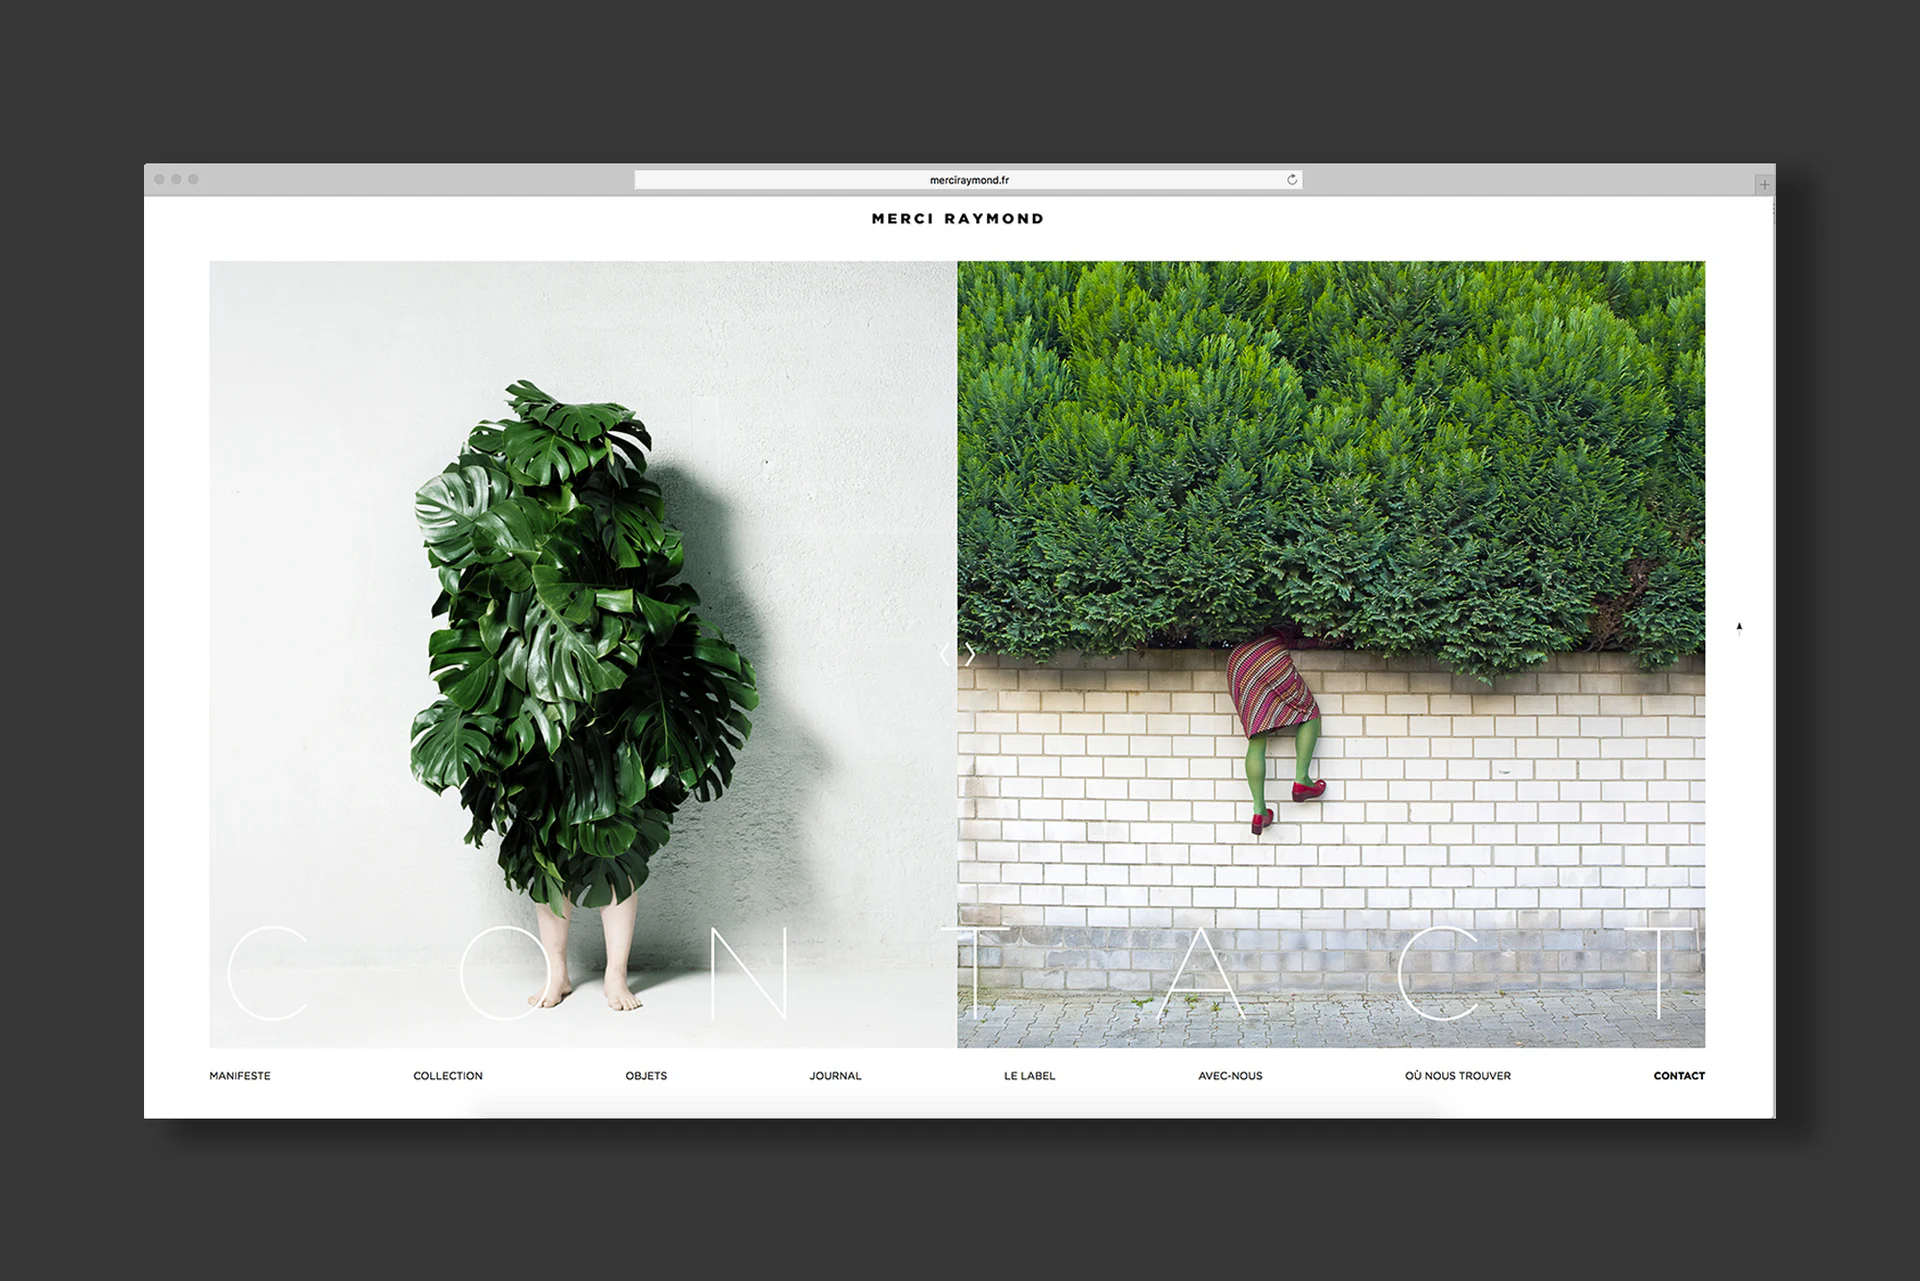 merciraymond.fr
MERCI RAYMOND
CONTACT
MANIFESTE COLLECTION OBJETS JOURNAL LE LABEL AVEC-NOUS OÙ NOUS TROUVER CONTACT